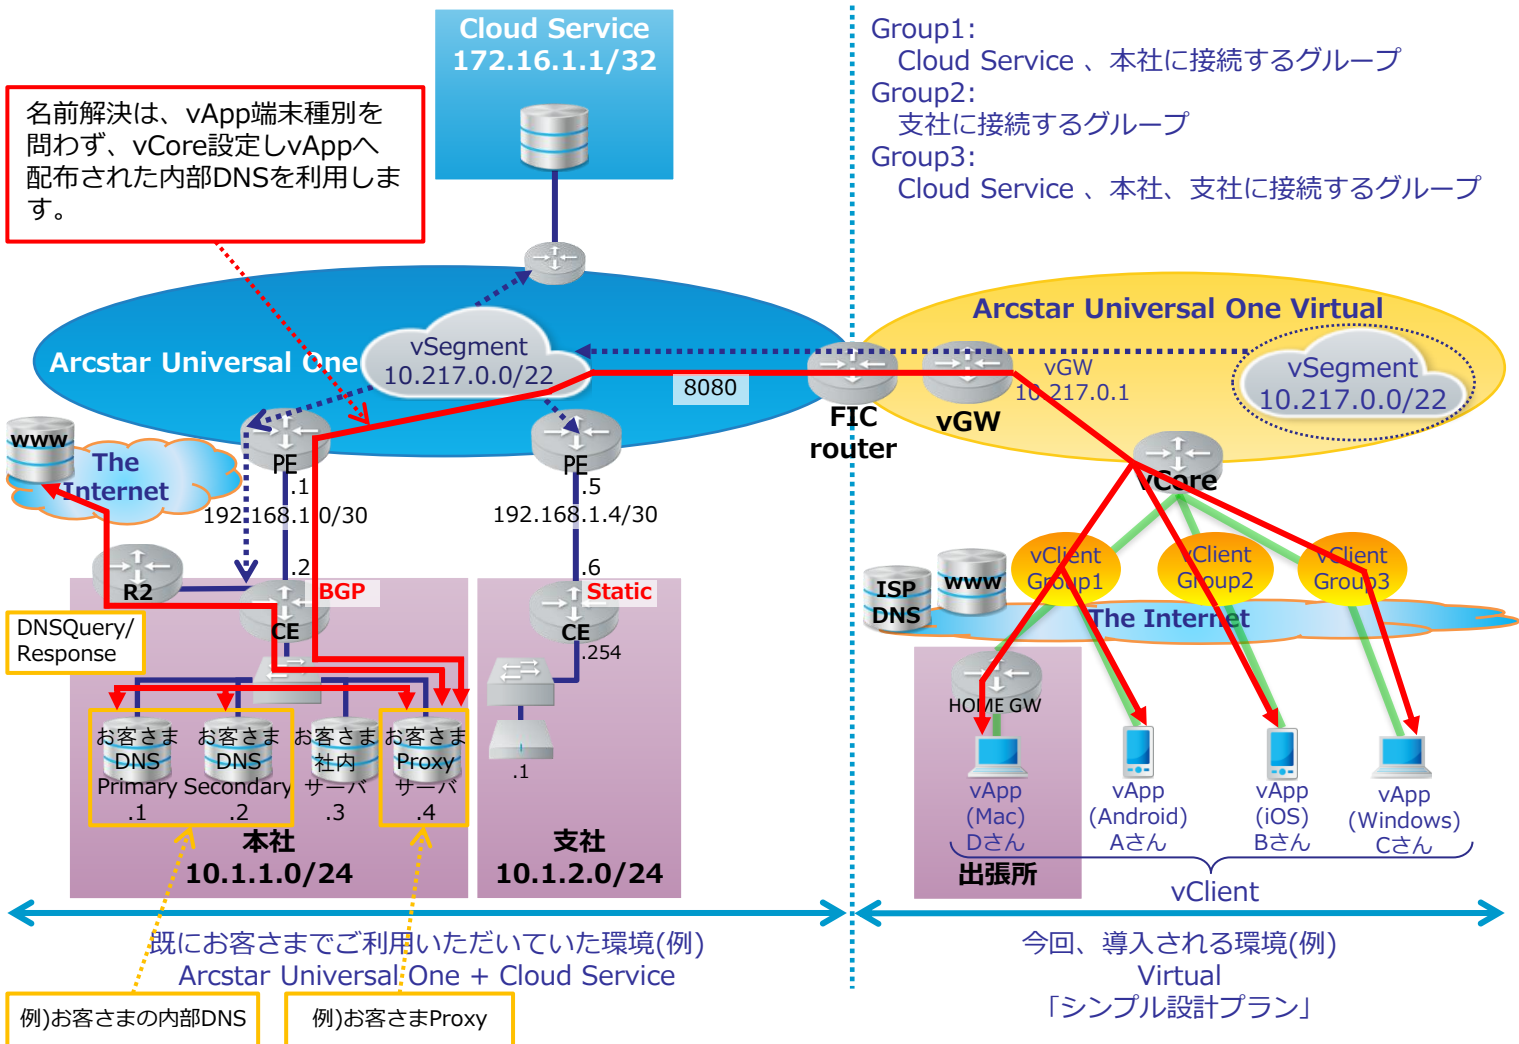 Cloud Service
172.16.1.1/32
Group1:
Cloud Service 、本社に接続するグループ
Group2:
支社に接続するグループ
Group3:
Cloud Service 、本社、支社に接続するグループ
名前解決は、vApp端末種別を
問わず、vCore設定しvAppへ
配布された内部DNSを利用しま
す。
Arcstar Universal One
vSegment
10.217.0.0/22
8080
FIC
router
Arcstar Universal One Virtual
vGW
vGW
10.217.0.1
vSegment
10.217.0.0/22
vCore
www
The
Internet
PE
.1
192.168.1.0/30
.2
PE
.5
192.168.1.4/30
.6
R2
BGP
CE
Static
CE
.254
DNSQuery/
Response
お客さま
DNS
Primary
.1
お客さま
DNS
Secondary
.2
お客さま
社内
サーバ
.3
お客さま
Proxy
サーバ
.4
.1
本社
10.1.1.0/24
支社
10.1.2.0/24
vClient
Group1
vClient
Group2
vClient
Group3
ISP
DNS
www
The Internet
HOME GW
vApp
(Mac)
Dさん
vApp
(Android)
Aさん
vApp
(iOS)
Bさん
vApp
(Windows)
Cさん
出張所
vClient
既にお客さまでご利用いただいていた環境(例)
Arcstar Universal One + Cloud Service
今回、導入される環境(例)
Virtual
「シンプル設計プラン」
例)お客さまの内部DNS
例)お客さまProxy